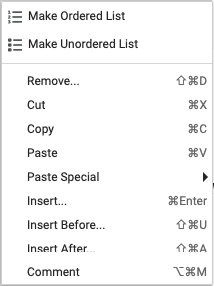 Make Ordered List
Make Unordered List
Remove... ⇧⌘D
Cut ⌘X
Copy ⌘C
Paste ⌘V
Paste Special
Insert... ⌘Enter
Insert Before... ⇧⌘U
Insert After... ⇧⌘A
Comment ⌥⌘M